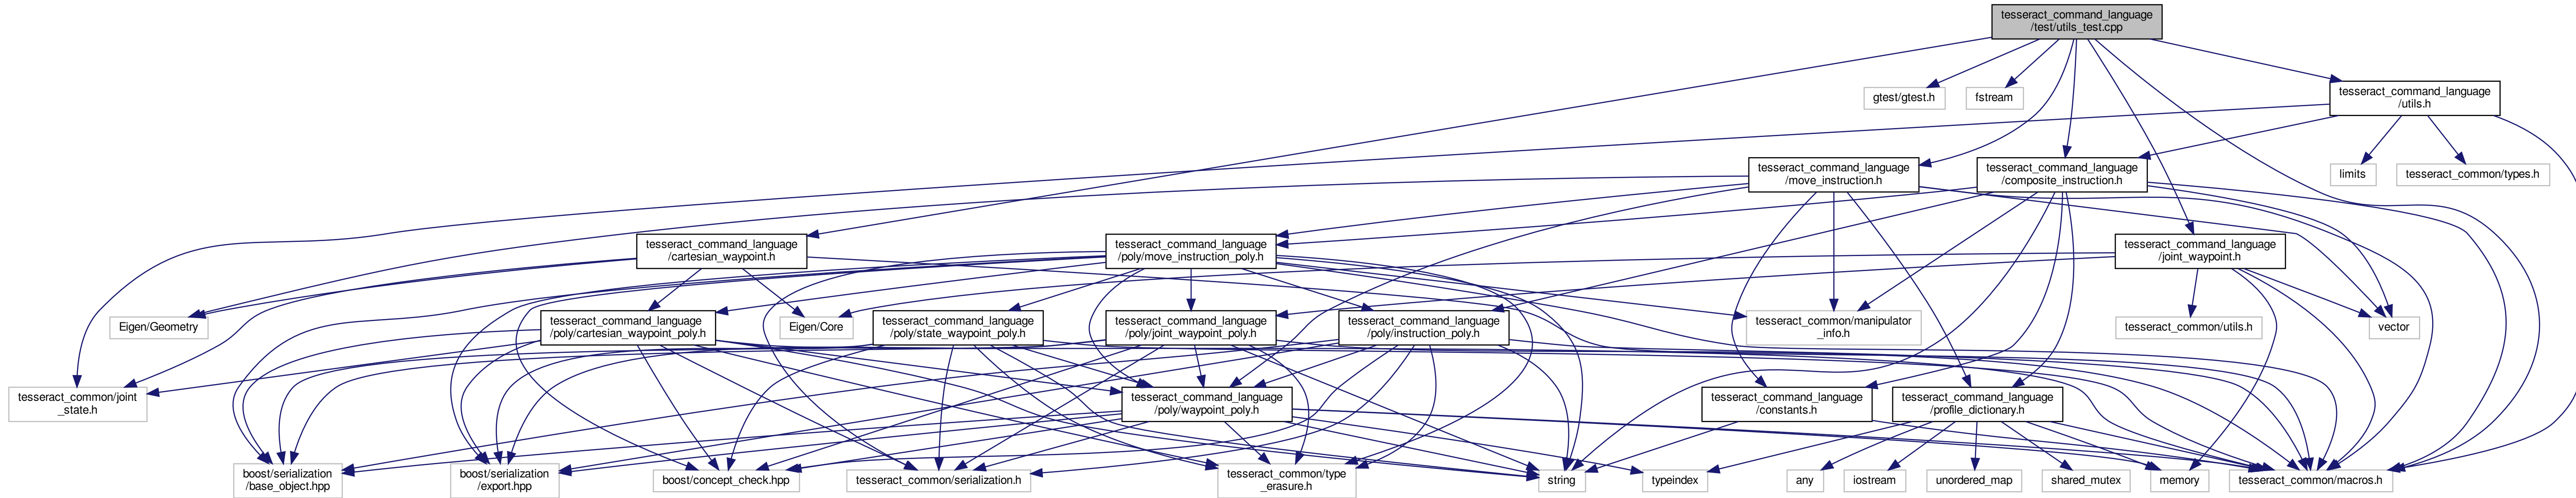 tesseract_command_language
/test/utils_test.cpp
gtest/gtest.h
fstream
tesseract_command_language
/utils.h
tesseract_command_language
/move_instruction.h
tesseract_command_language
/composite_instruction.h
limits
tesseract_common/types.h
tesseract_command_language
/cartesian_waypoint.h
tesseract_command_language
/poly/move_instruction_poly.h
tesseract_command_language
/joint_waypoint.h
Eigen/Geometry
tesseract_command_language
/poly/cartesian_waypoint_poly.h
Eigen/Core
tesseract_command_language
/poly/state_waypoint_poly.h
tesseract_command_language
/poly/joint_waypoint_poly.h
tesseract_command_language
/poly/instruction_poly.h
tesseract_common/manipulator
_info.h
tesseract_common/utils.h
vector
tesseract_common/joint
_state.h
tesseract_command_language
/poly/waypoint_poly.h
tesseract_command_language
/constants.h
tesseract_command_language
/profile_dictionary.h
boost/serialization
/base_object.hpp
boost/serialization
/export.hpp
boost/concept_check.hpp
tesseract_common/serialization.h
tesseract_common/type
_erasure.h
string
typeindex
any
iostream
unordered_map
shared_mutex
memory
tesseract_common/macros.h